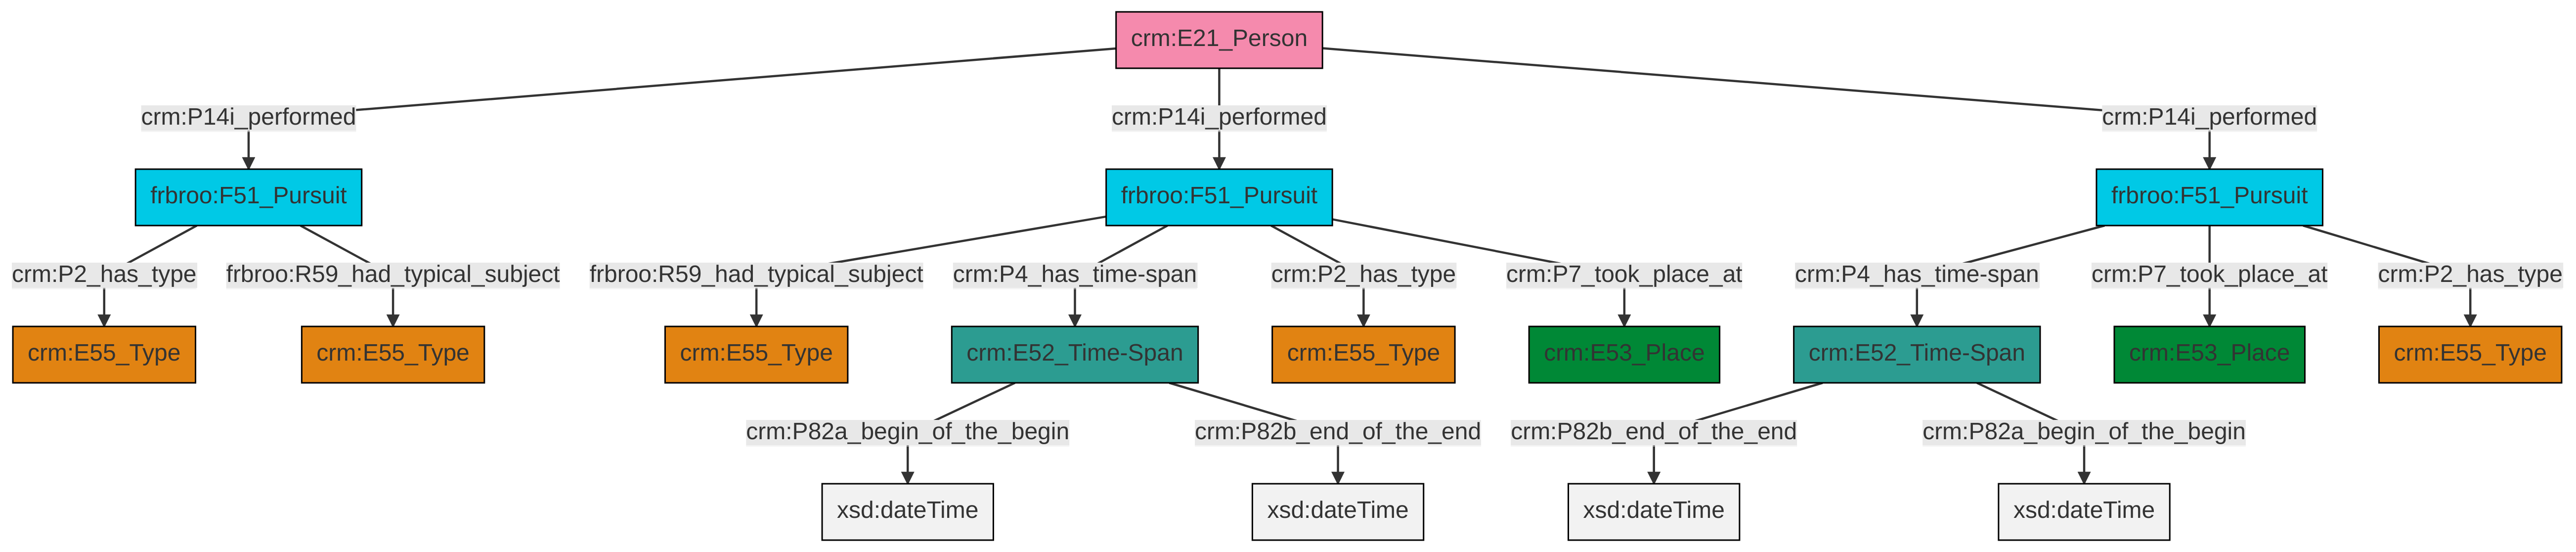 crm:E21_Person
crm:P14i_performed
crm:P14i_performed
crm:P14i_performed
frbroo:F51_Pursuit
frbroo:F51_Pursuit
frbroo:F51_Pursuit
crm:P2_has_type
frbroo:R59_had_typical_subject
frbroo:R59_had_typical_subject
crm:P4_has_time-span
crm:P2_has_type
crm:P7_took_place_at
crm:P4_has_time-span
crm:P7_took_place_at
crm:P2_has_type
crm:E55_Type
crm:E55_Type
crm:E55_Type
crm:E52_Time-Span
crm:E55_Type
crm:E53_Place
crm:E52_Time-Span
crm:E53_Place
crm:E55_Type
crm:P82a_begin_of_the_begin
crm:P82b_end_of_the_end
crm:P82b_end_of_the_end
crm:P82a_begin_of_the_begin
xsd:dateTime
xsd:dateTime
xsd:dateTime
xsd:dateTime